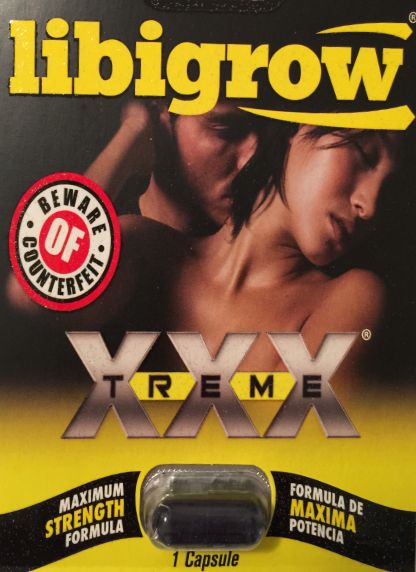 libigrow®
BEWARE
OF
COUNTERFEIT
XXX®
TREME
MAXIMUM
STRENGTH
FORMULA
FORMULA DE
MAXIMA
POTENCIA
1 Capsule